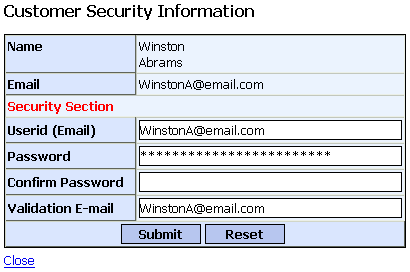 Customer Security Information
Name Winston
Abrams
Email WinstonA@email.com
Security Section
Userid (Email) WinstonA@email.com
Password ************************
Confirm Password
Validation E-mail WinstonA@email.com
Submit Reset
Close